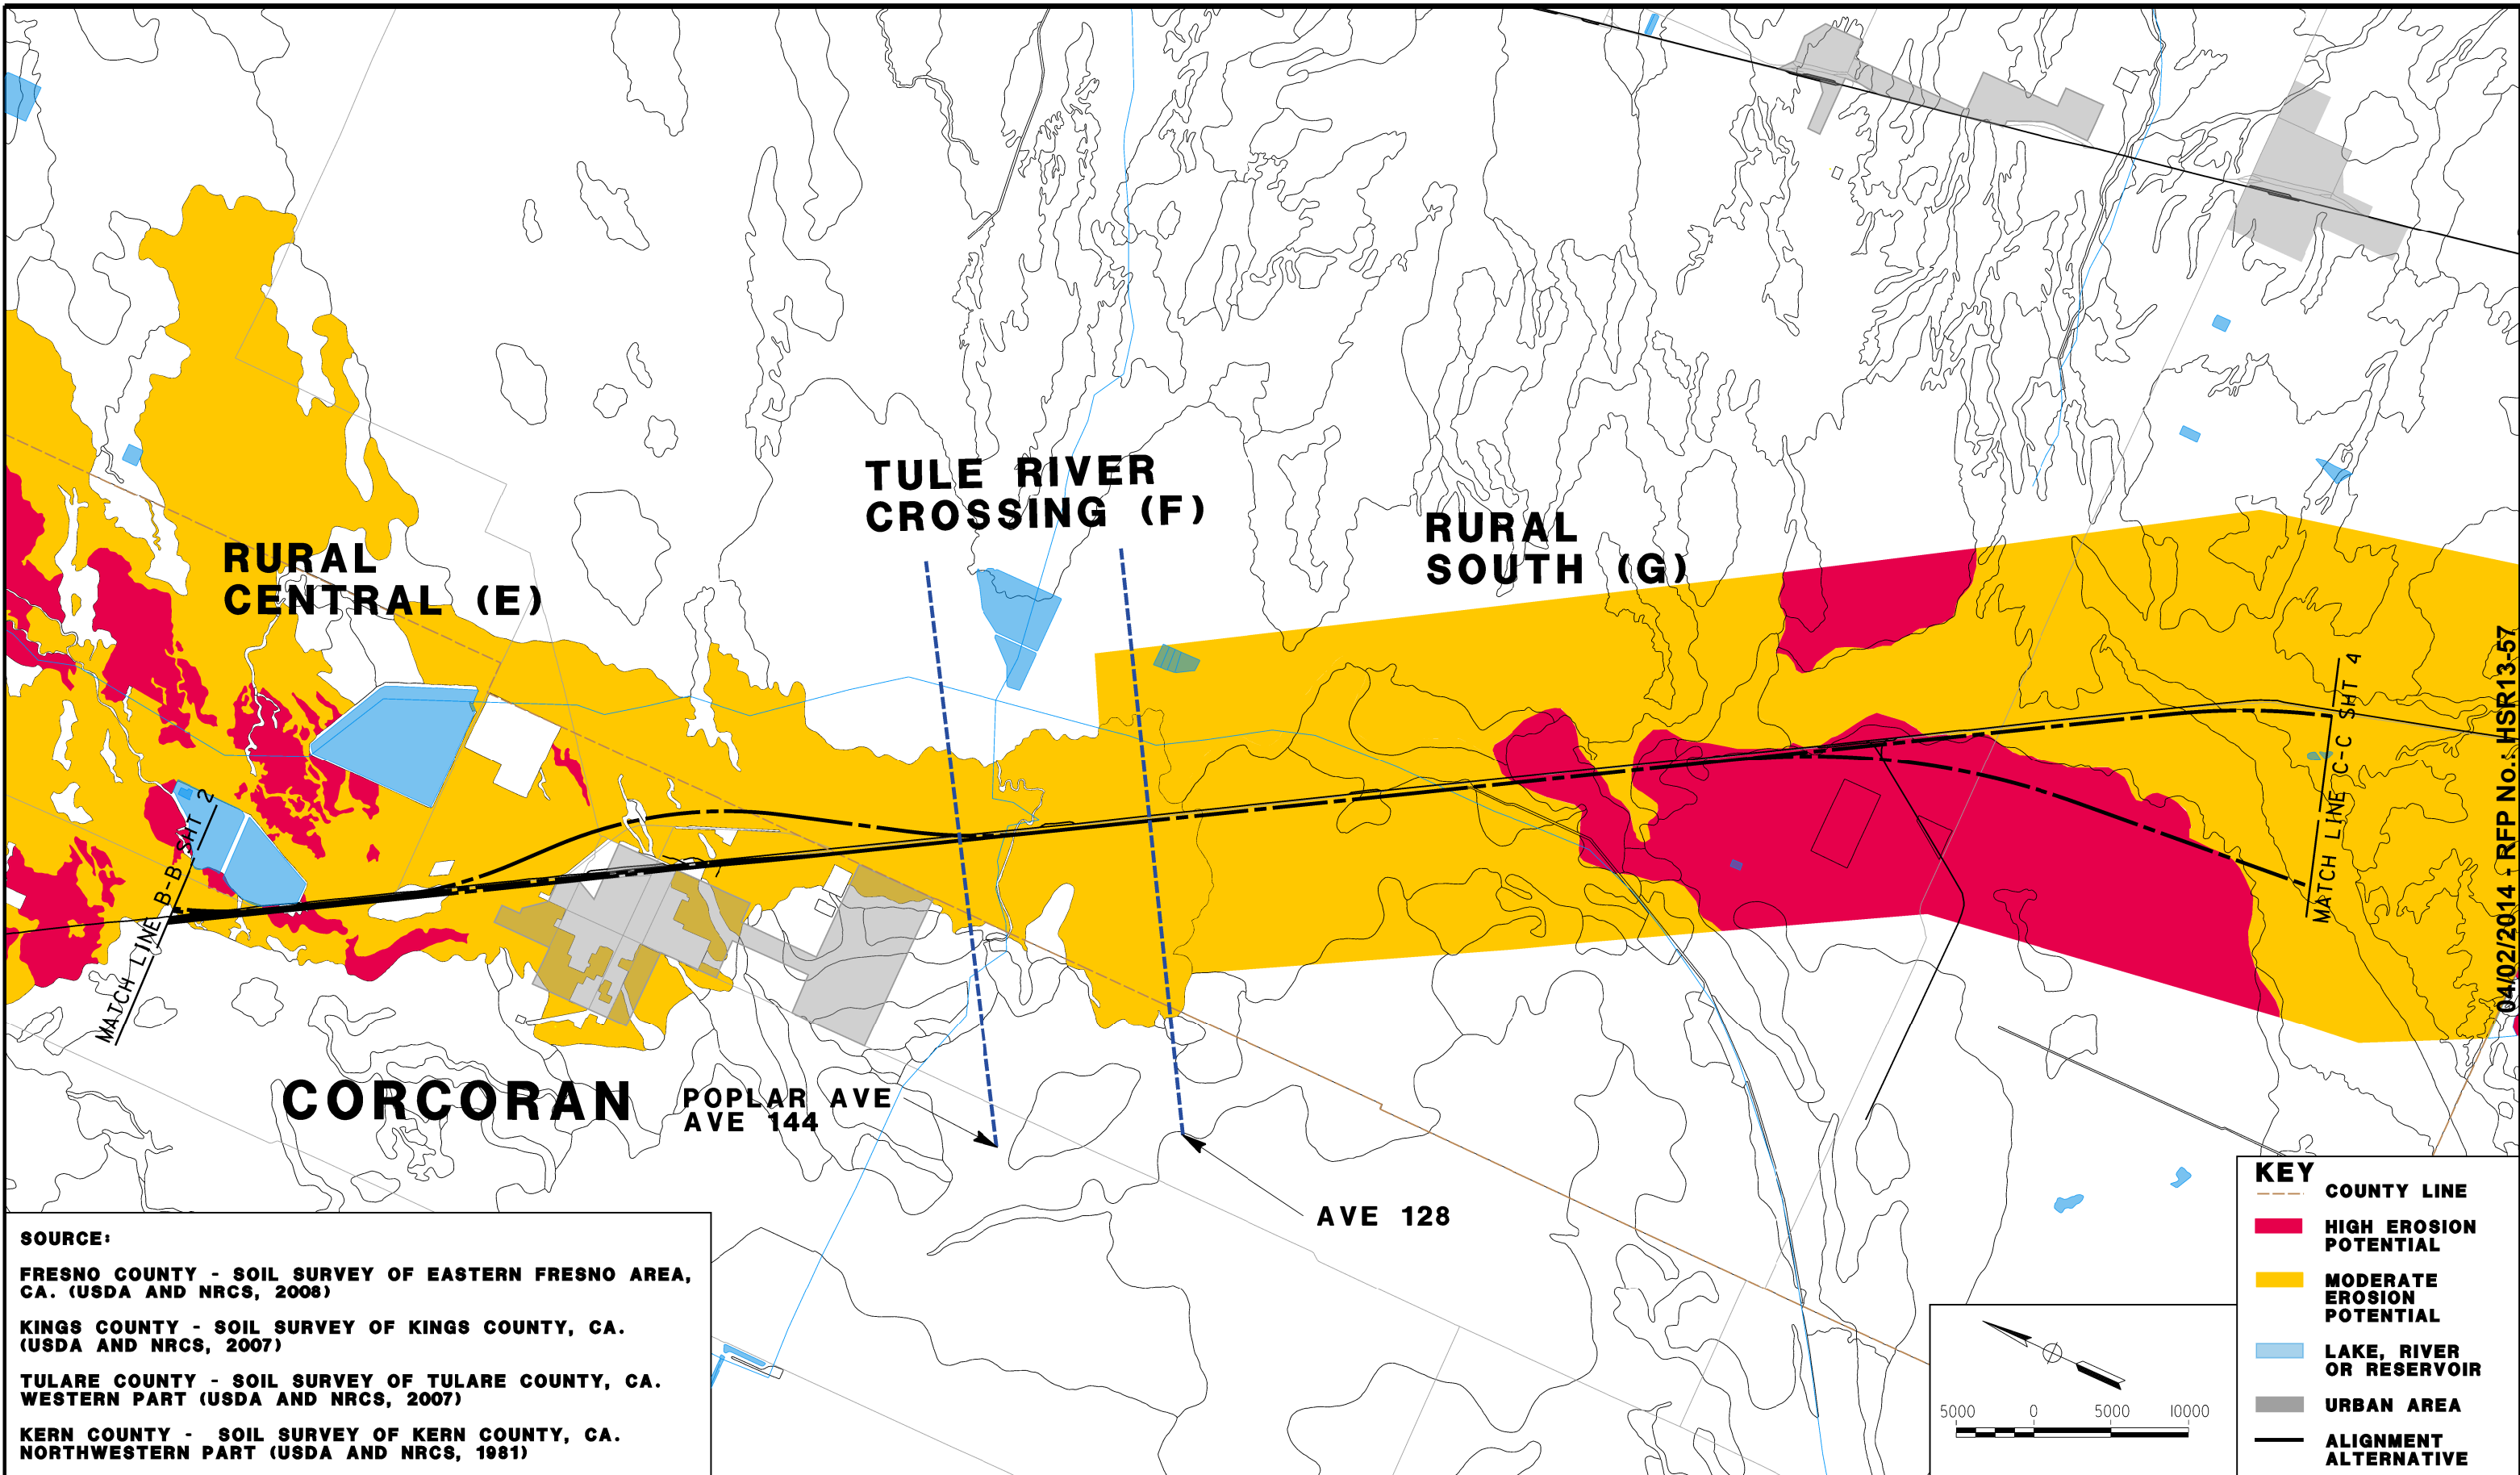 TULE RIVER
CROSSING (F)
RURAL
SOUTH (G)
RURAL
CENTRAL (E)
MATCH LINE B-B SHT 2
MATCH LINE C-C SHT 4
04/02/2014 - RFP No.: HSR13-57
CORCORAN
POPLAR AVE
AVE 144
AVE 128
SOURCE:
FRESNO COUNTY - SOIL SURVEY OF EASTERN FRESNO AREA,
CA. (USDA AND NRCS, 2008)
KINGS COUNTY - SOIL SURVEY OF KINGS COUNTY, CA.
(USDA AND NRCS, 2007)
TULARE COUNTY - SOIL SURVEY OF TULARE COUNTY, CA.
WESTERN PART (USDA AND NRCS, 2007)
KERN COUNTY - SOIL SURVEY OF KERN COUNTY, CA.
NORTHWESTERN PART (USDA AND NRCS, 1981)
5000 0 5000 10000
KEY
COUNTY LINE
HIGH EROSION
POTENTIAL
MODERATE
EROSION
POTENTIAL
LAKE, RIVER
OR RESERVOIR
URBAN AREA
ALIGNMENT
ALTERNATIVE